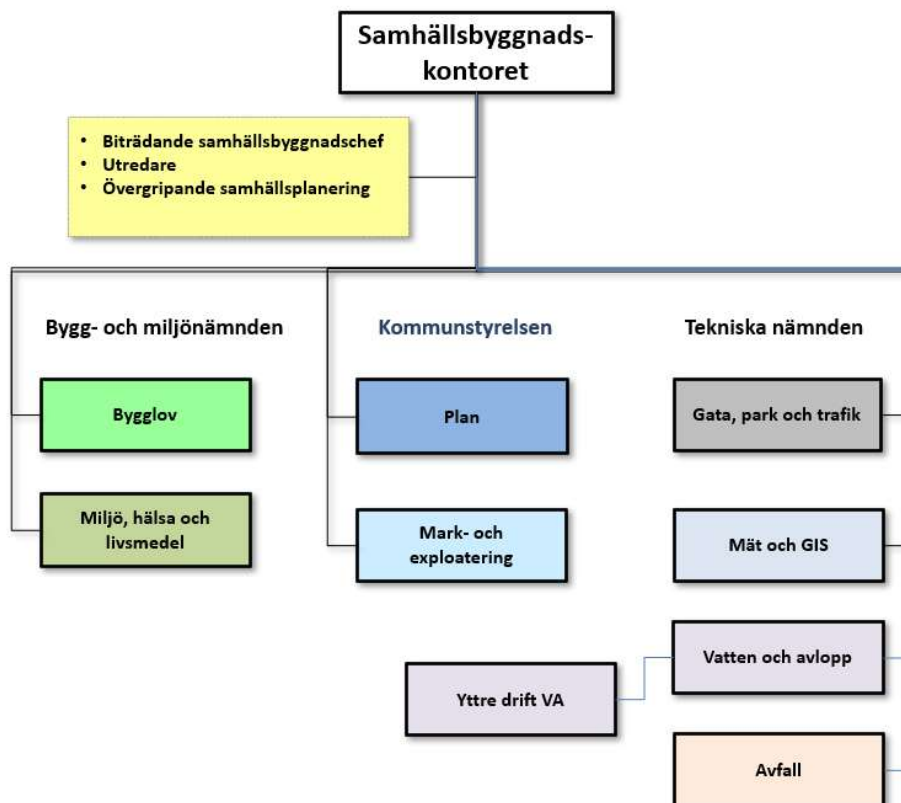 Samhällsbyggnads-
kontoret
• Biträdande samhällsbyggnadschef
• Utredare
• Övergripande samhällsplanering
Bygg- och miljönämnden
Kommunstyrelsen
Tekniska nämnden
Bygglov
Plan
Gata, park och trafik
Miljö, hälsa och
livsmedel
Mark- och
exploatering
Mät och GIS
Vatten och avlopp
Yttre drift VA
Avfall